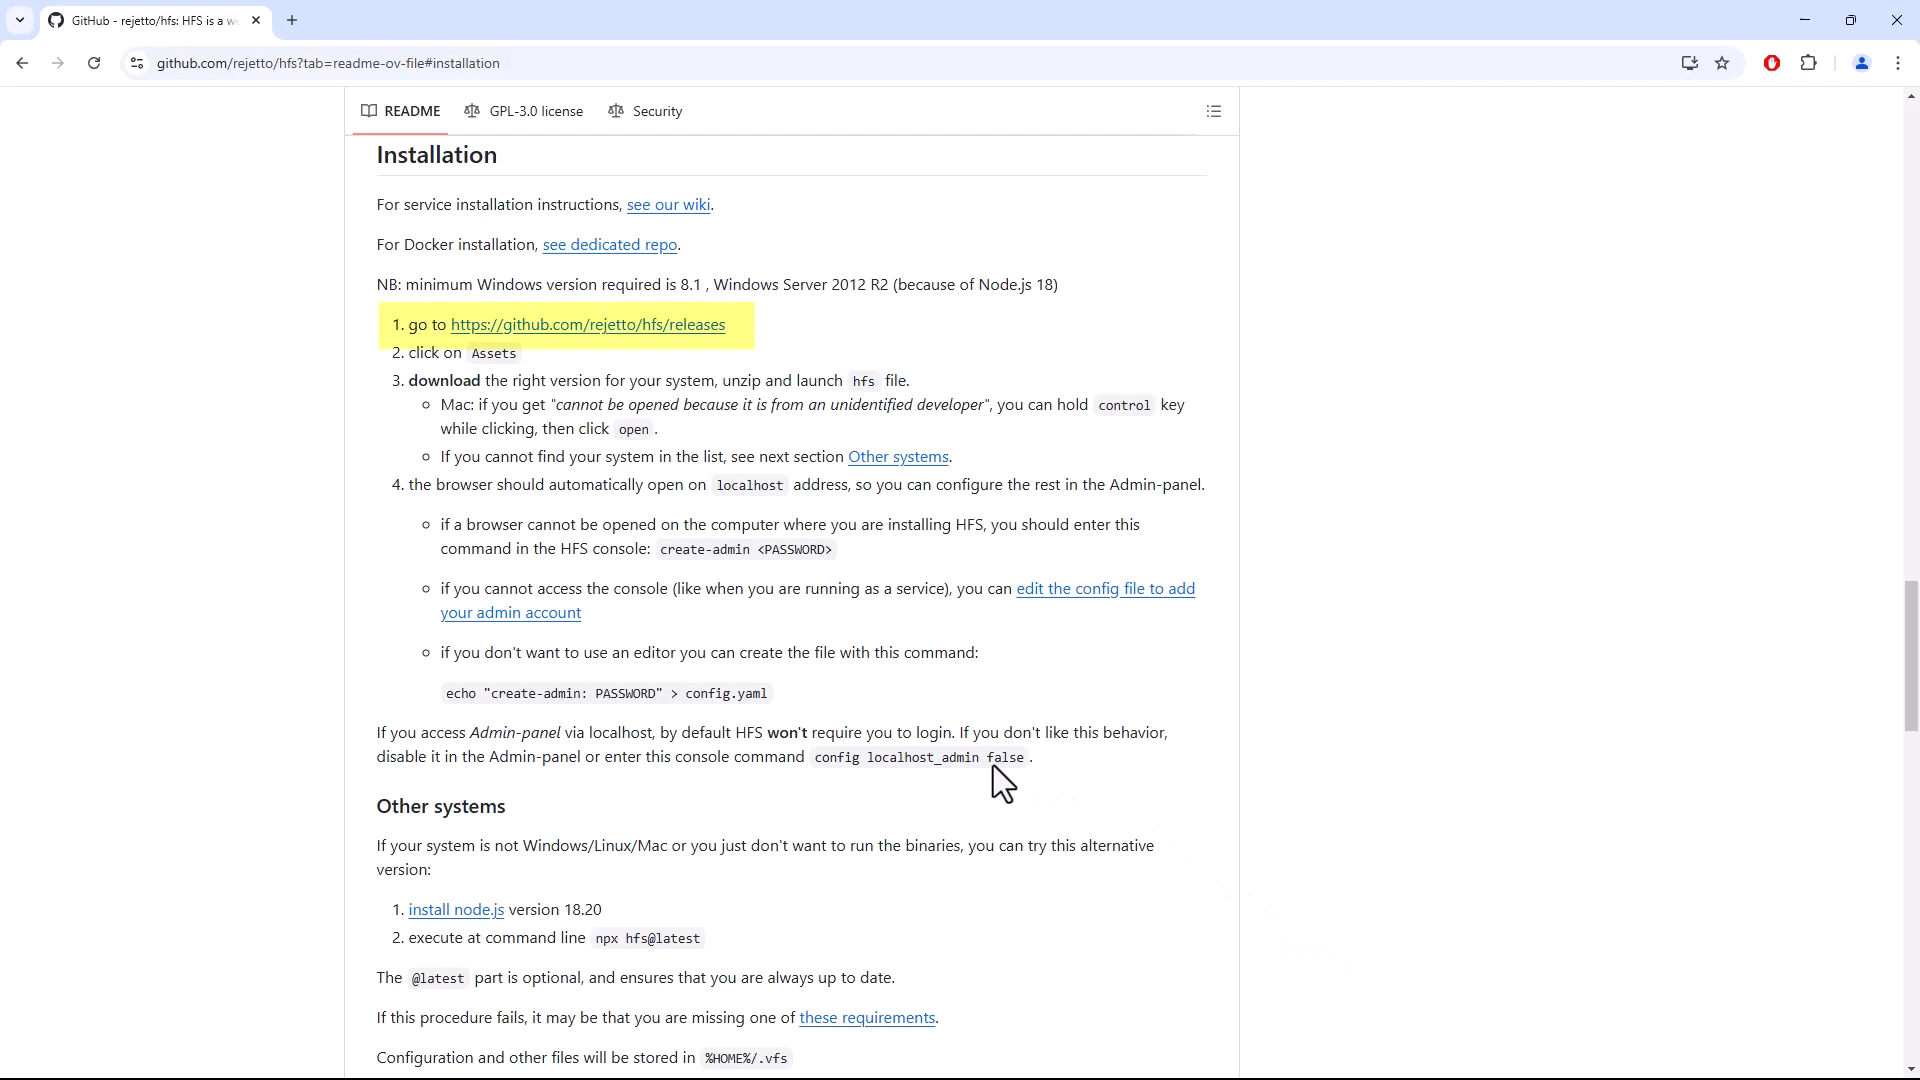 GitHub - rejetto/hfs: HFS is a we
github.com/rejetto/hfs?tab=readme-ov-file#installation
README GPL-3.0 license Security
Installation
For service installation instructions, see our wiki.
For Docker installation, see dedicated repo.
NB: minimum Windows version required is 8.1 , Windows Server 2012 R2 (because of Node.js 18)
1. go to https://github.com/rejetto/hfs/releases
2. click on Assets
3. download the right version for your system, unzip and launch hfs file.
Mac: if you get "cannot be opened because it is from an unidentified developer", you can hold control key
while clicking, then click open .
If you cannot find your system in the list, see next section Other systems.
4. the browser should automatically open on localhost address, so you can configure the rest in the Admin-panel.
if a browser cannot be opened on the computer where you are installing HFS, you should enter this
command in the HFS console: create-admin <PASSWORD>
if you cannot access the console (like when you are running as a service), you can edit the config file to add
your admin account
if you don't want to use an editor you can create the file with this command:
echo "create-admin: PASSWORD" > config.yaml
If you access Admin-panel via localhost, by default HFS won't require you to login. If you don't like this behavior,
disable it in the Admin-panel or enter this console command config localhost_admin false .
Other systems
If your system is not Windows/Linux/Mac or you just don't want to run the binaries, you can try this alternative
version:
1. install node.js version 18.20
2. execute at command line npx hfs@latest
The @latest part is optional, and ensures that you are always up to date.
If this procedure fails, it may be that you are missing one of these requirements.
Configuration and other files will be stored in %HOME%/.vfs